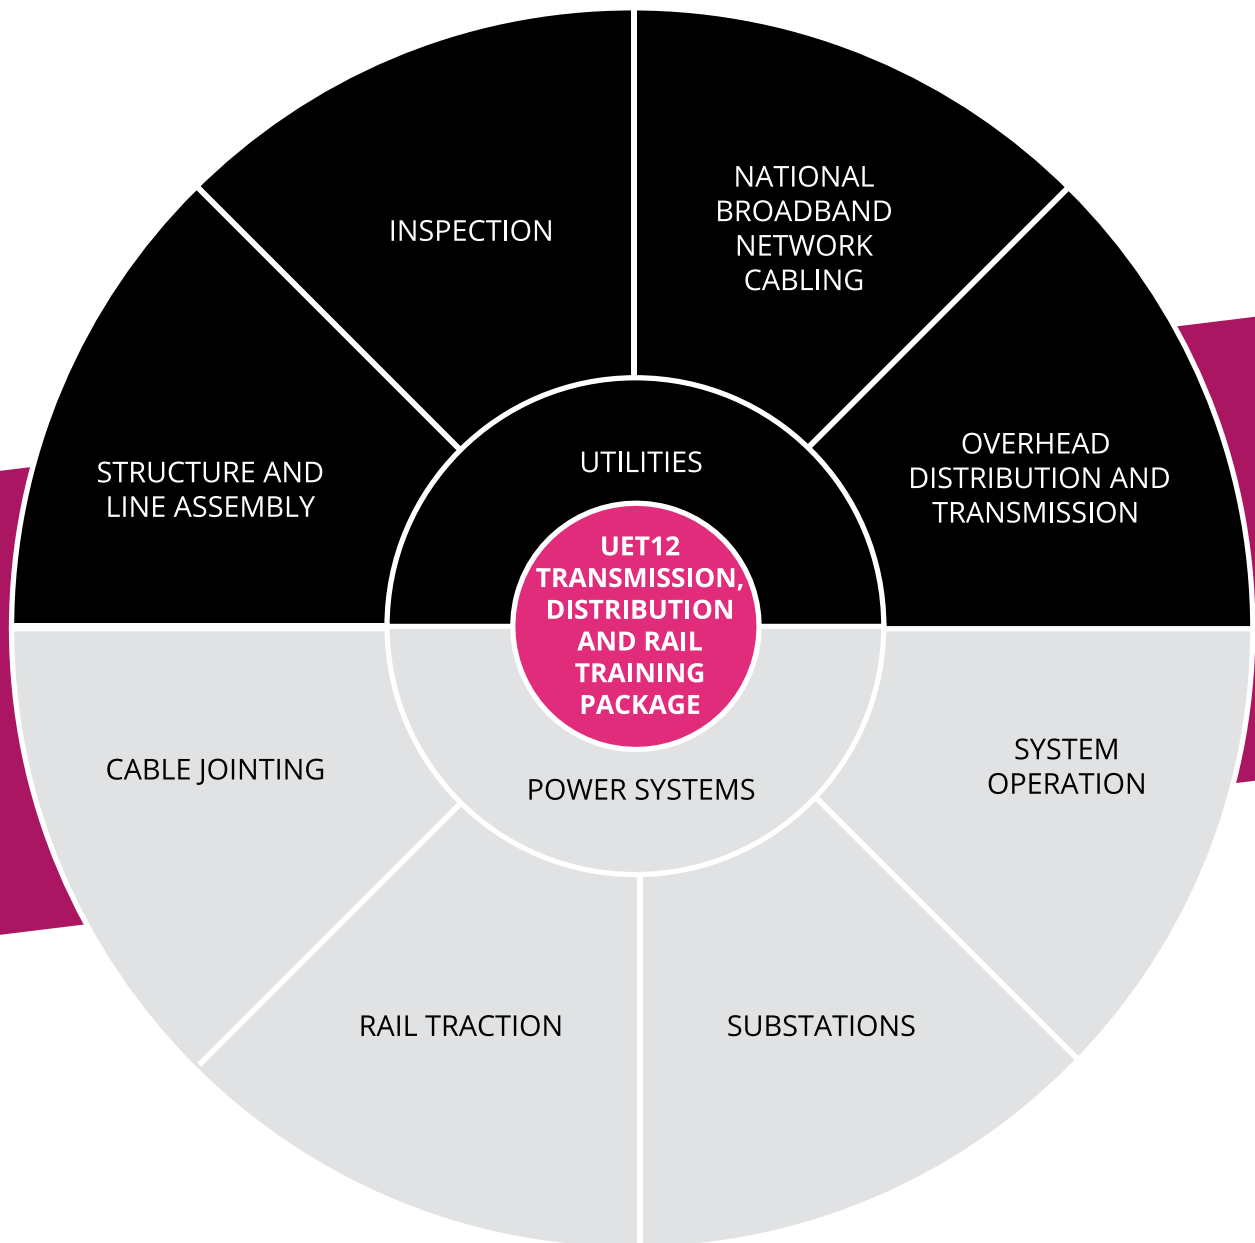 INSPECTION
NATIONAL
BROADBAND
NETWORK
CABLING
STRUCTURE AND
LINE ASSEMBLY
UTILITIES
OVERHEAD
DISTRIBUTION AND
TRANSMISSION
UET12
TRANSMISSION,
DISTRIBUTION
AND RAIL
TRAINING
PACKAGE
CABLE JOINTING
POWER SYSTEMS
SYSTEM
OPERATION
RAIL TRACTION
SUBSTATIONS